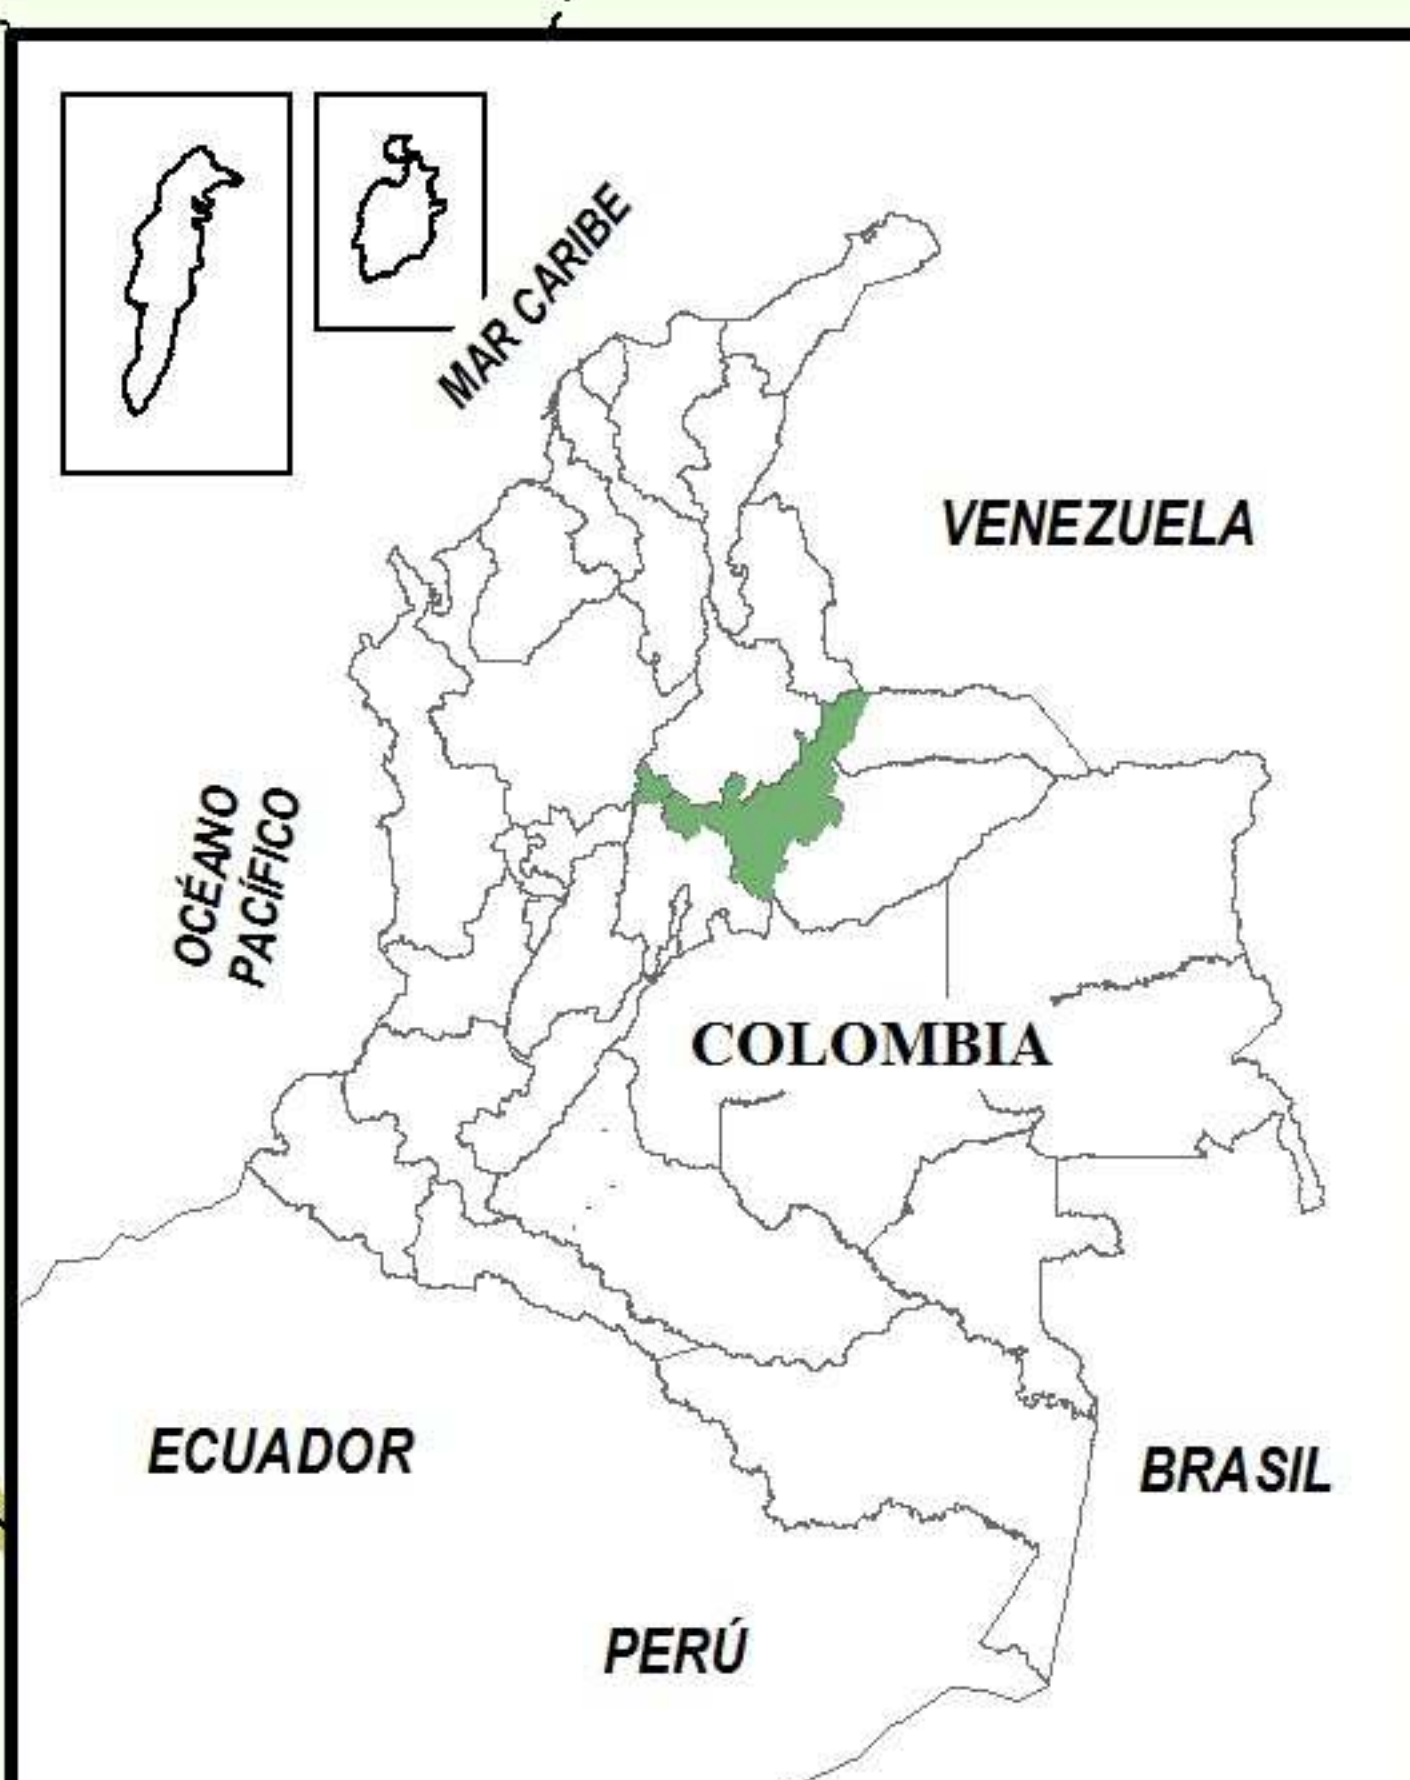 MAR CARIBE
VENEZUELA
OCÉANO
PACÍFICO
COLOMBIA
ECUADOR
BRASIL
PERÚ